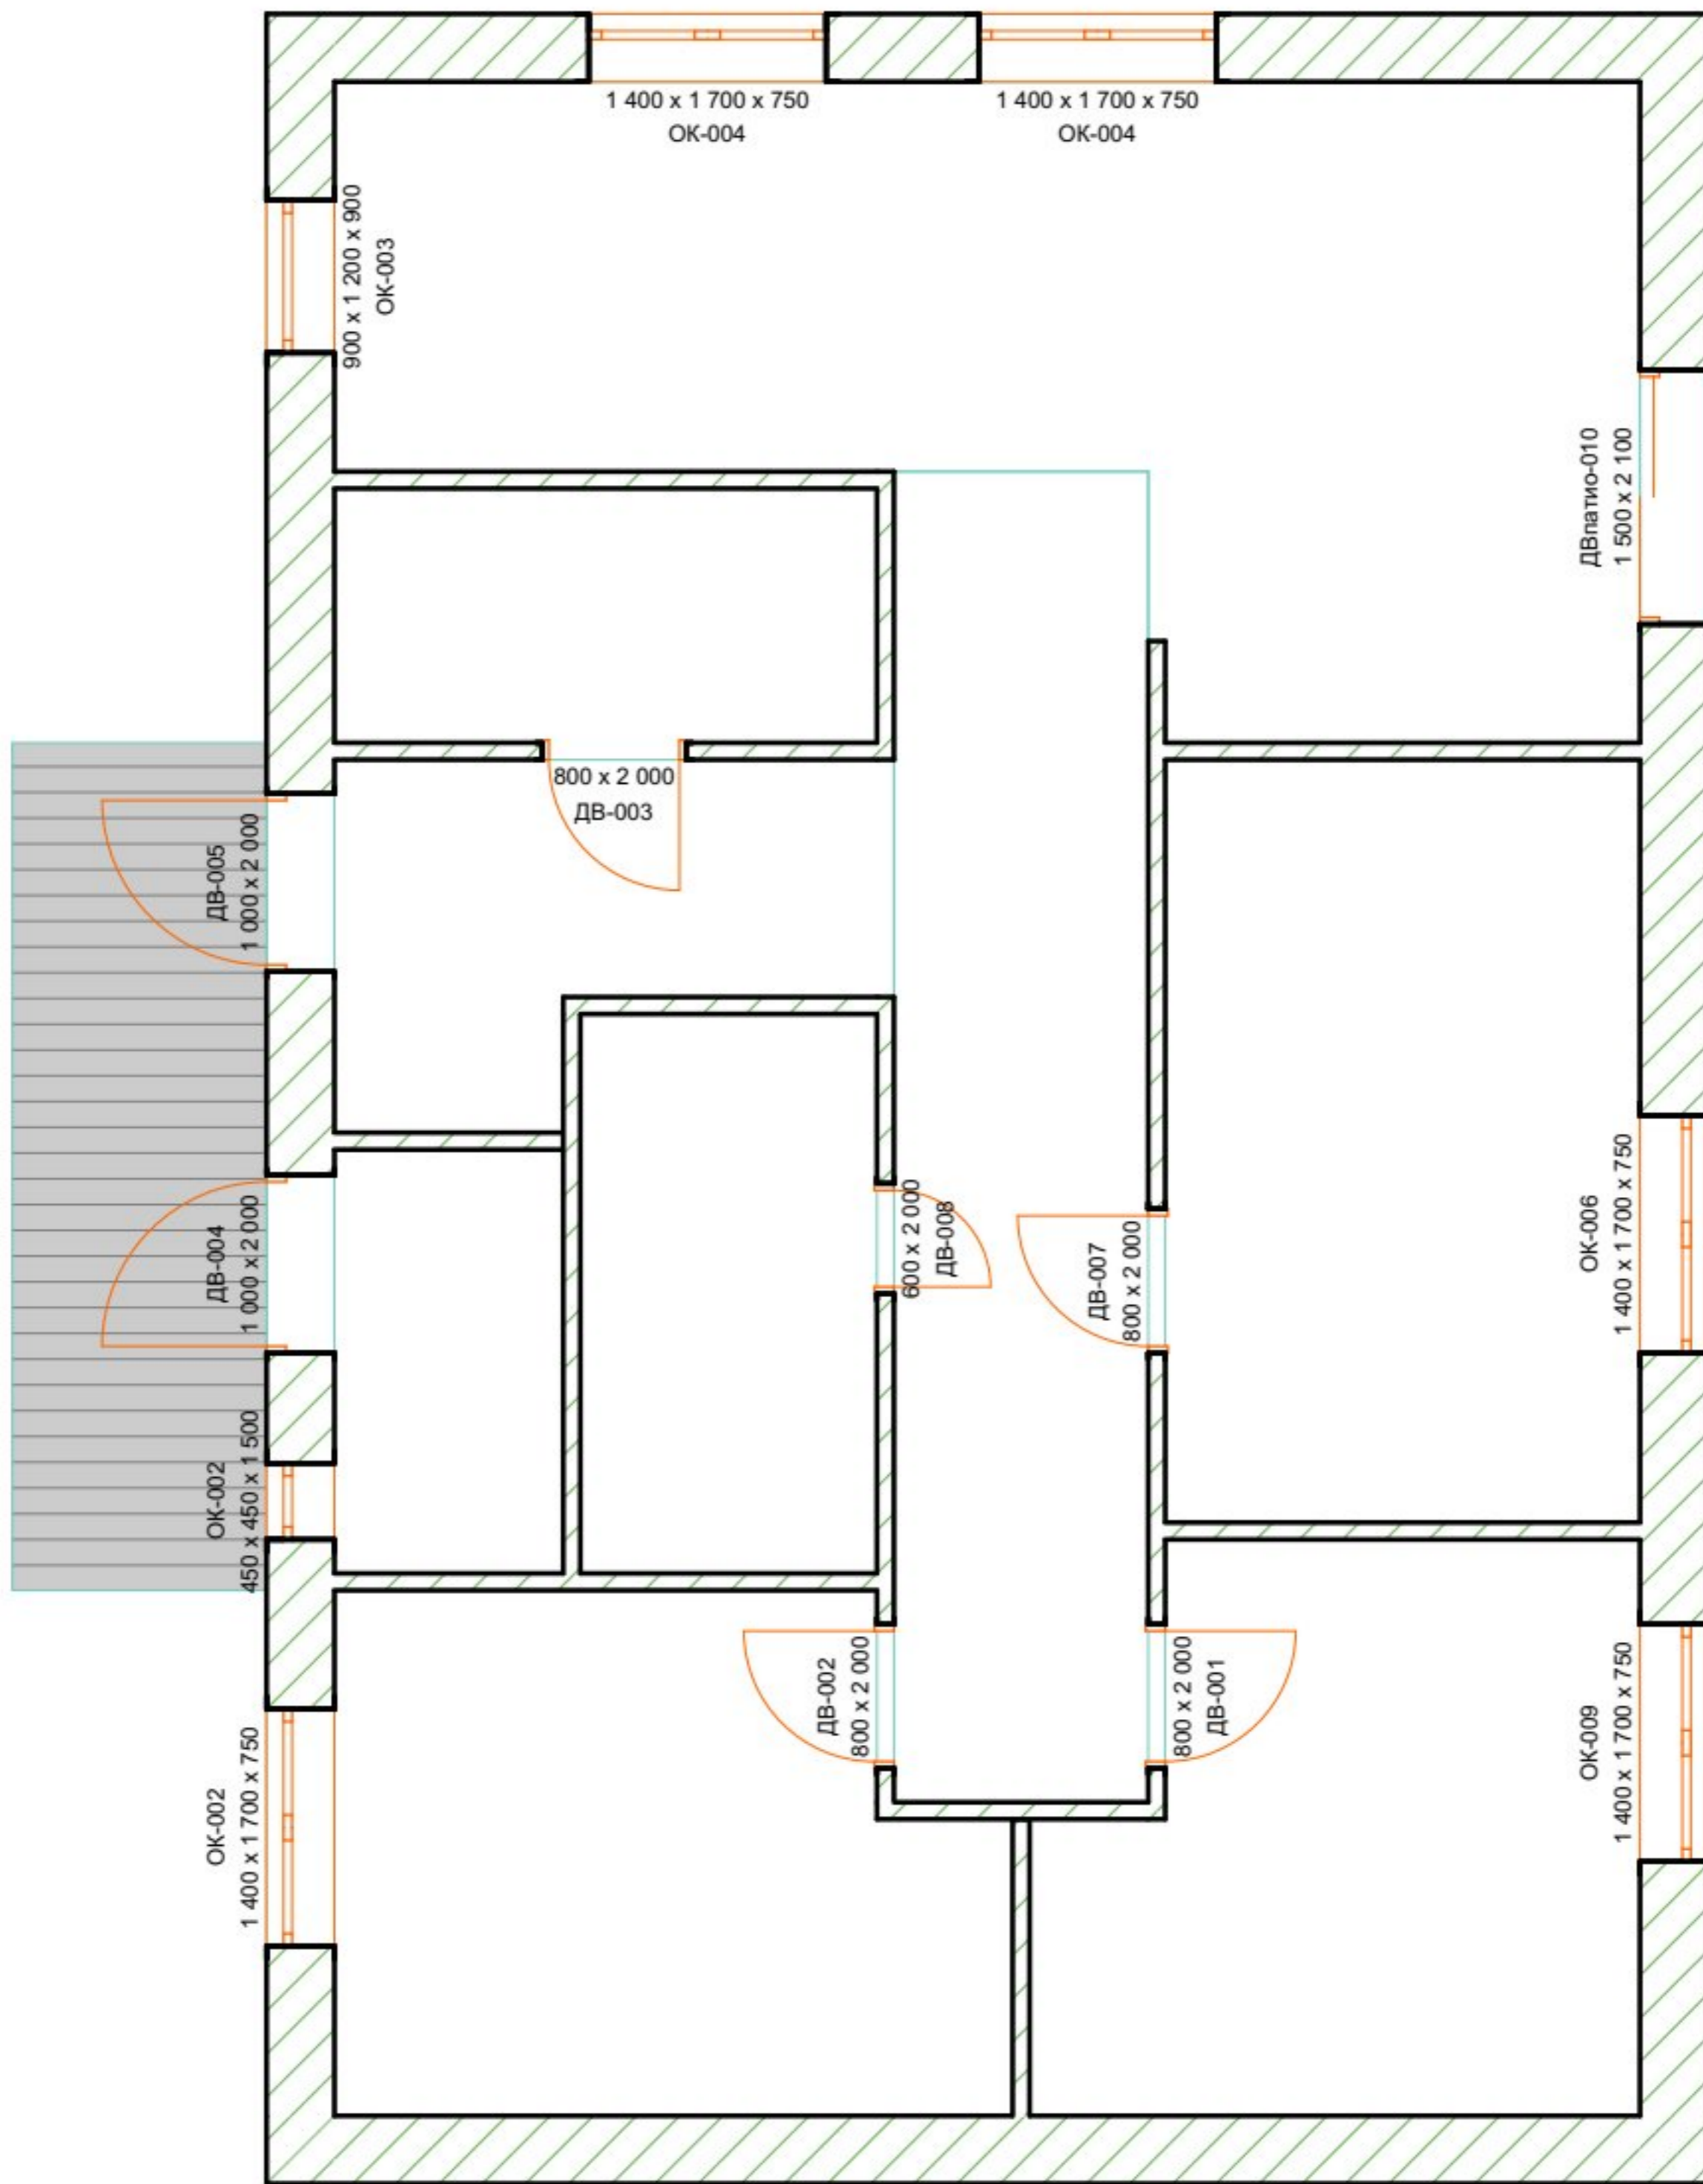 1 400 x 1 700 x 750
ОК-004
1 400 x 1 700 x 750
ОК-004
900 x 1 200 x 900
ОК-003
ДВпатио-010
1 500 x 2 100
800 x 2 000
ДВ-003
ДВ-005
1 000 x 2 000
ДВ-004
1 000 x 2 000
600 x 2 000
ДВ-008
ДВ-007
800 x 2 000
ОК-006
1 400 x 1 700 x 750
ОК-002
450 x 450 x 1 500
ДВ-002
800 x 2 000
800 x 2 000
ДВ-001
ОК-009
1 400 x 1 700 x 750
ОК-002
1 400 x 1 700 x 750